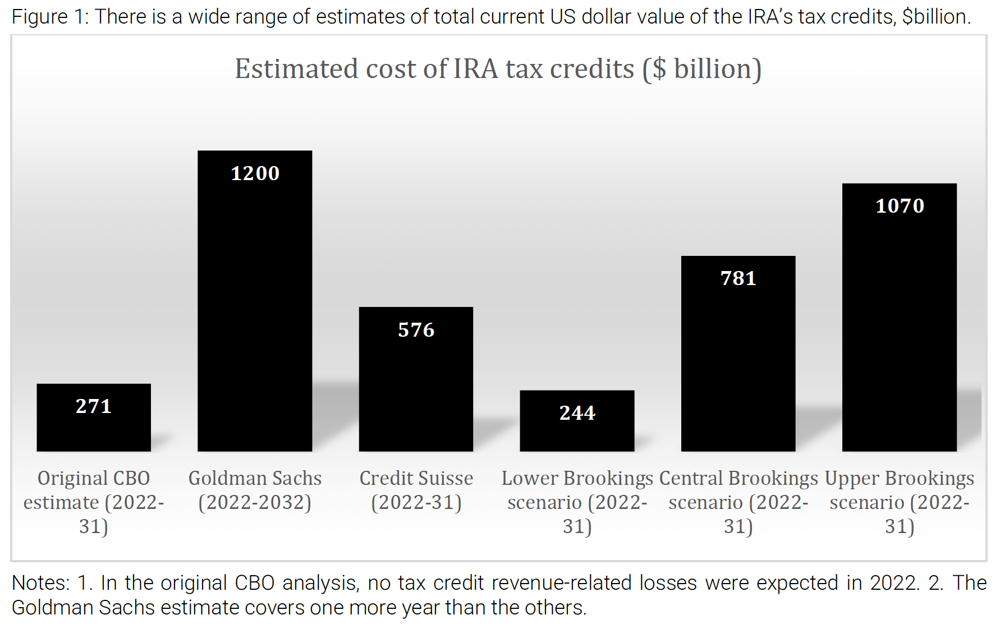 Figure 1: There is a wide range of estimates of total current US dollar value of the IRA’s tax credits, $billion.
Estimated cost of IRA tax credits ($ billion)
1200
1070
781
576
271
244
Original CBO estimate (2022-31)
Goldman Sachs (2022-2032)
Credit Suisse (2022-31)
Lower Brookings scenario (2022-31)
Central Brookings scenario (2022-31)
Upper Brookings scenario (2022-31)
Notes: 1. In the original CBO analysis, no tax credit revenue-related losses were expected in 2022. 2. The
Goldman Sachs estimate covers one more year than the others.